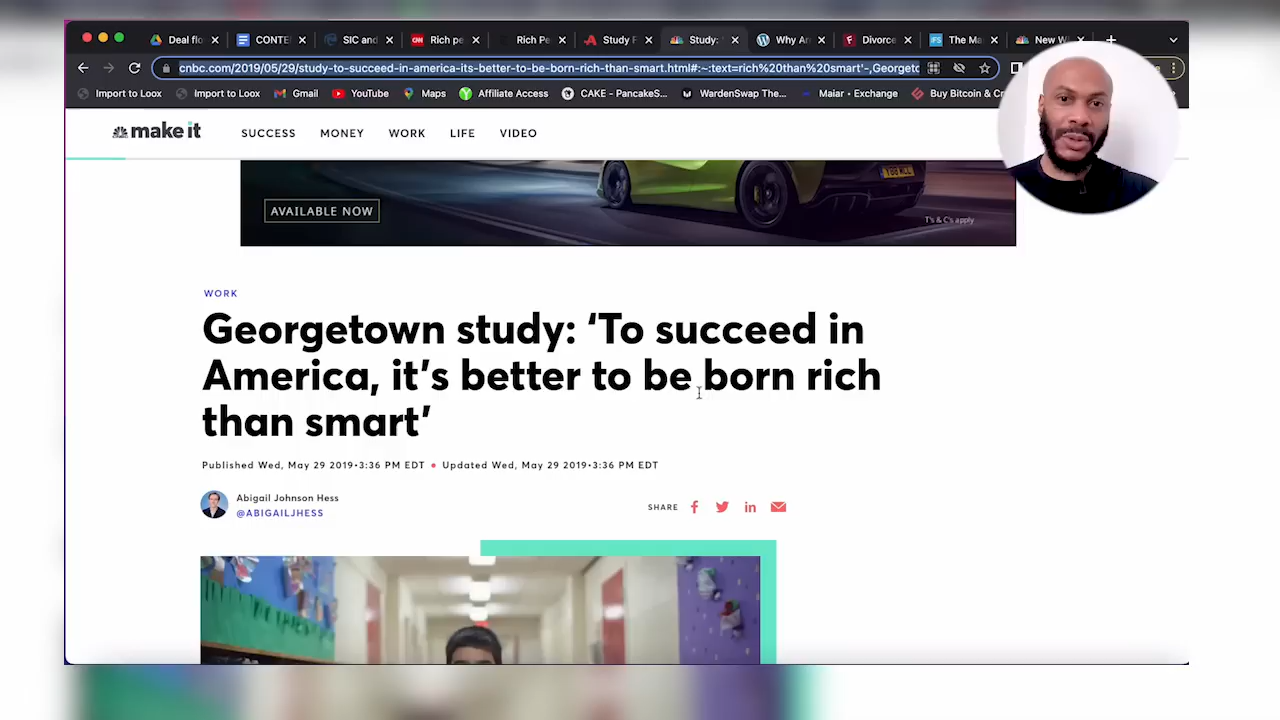 Deal flo
CONTE
SIC and
CNN
Rich pe
Rich Pe
Study F
Study: '
Why An
Divorce
IFS
The Ma
New W
cnbc.com/2019/05/29/study-to-succeed-in-america-its-better-to-be-born-rich-than-smart.html#:~:text=rich%20than%20smart'-,Georgetc
Import to Loox
Import to Loox
Gmail
YouTube
Maps
Affiliate Access
CAKE - PancakeS...
WardenSwap The...
Maiar • Exchange
Buy Bitcoin & Cr
make it
SUCCESS
MONEY
WORK
LIFE
VIDEO
AVAILABLE NOW
T's & C's apply
WORK
Georgetown study: ‘To succeed in
America, it’s better to be born rich
than smart’
Published Wed, May 29 2019•3:36 PM EDT
Updated Wed, May 29 2019•3:36 PM EDT
Abigail Johnson Hess
@ABIGAILJHESS
SHARE